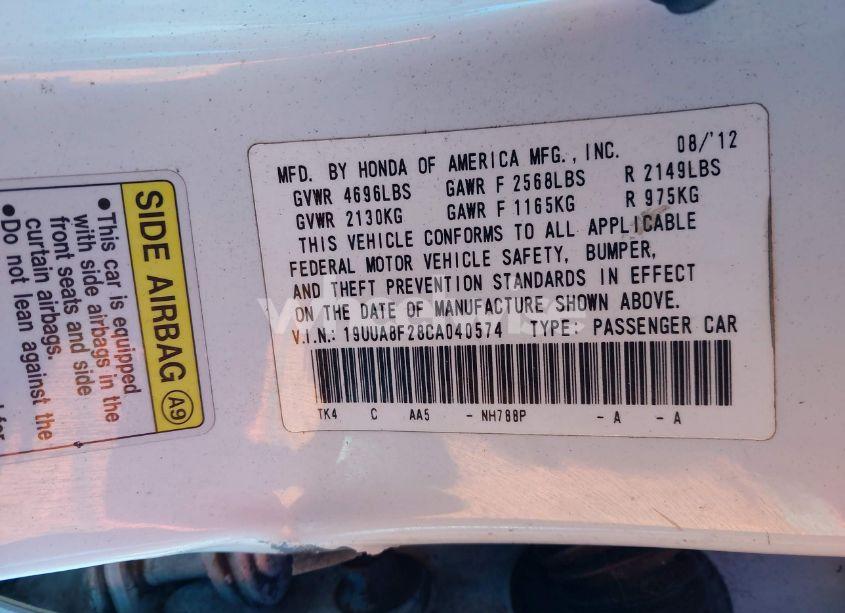 MFD. BY HONDA OF AMERICA MFG., INC. 08/'12
GVWR 4696LBS GAWR F 2568LBS R 2149LBS
GVWR 2130KG GAWR F 1165KG R 975KG
THIS VEHICLE CONFORMS TO ALL APPLICABLE
FEDERAL MOTOR VEHICLE SAFETY, BUMPER,
AND THEFT PREVENTION STANDARDS IN EFFECT
ON THE DATE OF MANUFACTURE SHOWN ABOVE.
V.I.N.: 19UUA8F28CA040574 TYPE: PASSENGER CAR
TK4 C AA5 - NH788P - A - A
SIDE AIRBAG A9
•This car is equipped
with side airbags in the
front seats and side
curtain airbags.
•Do not lean against the